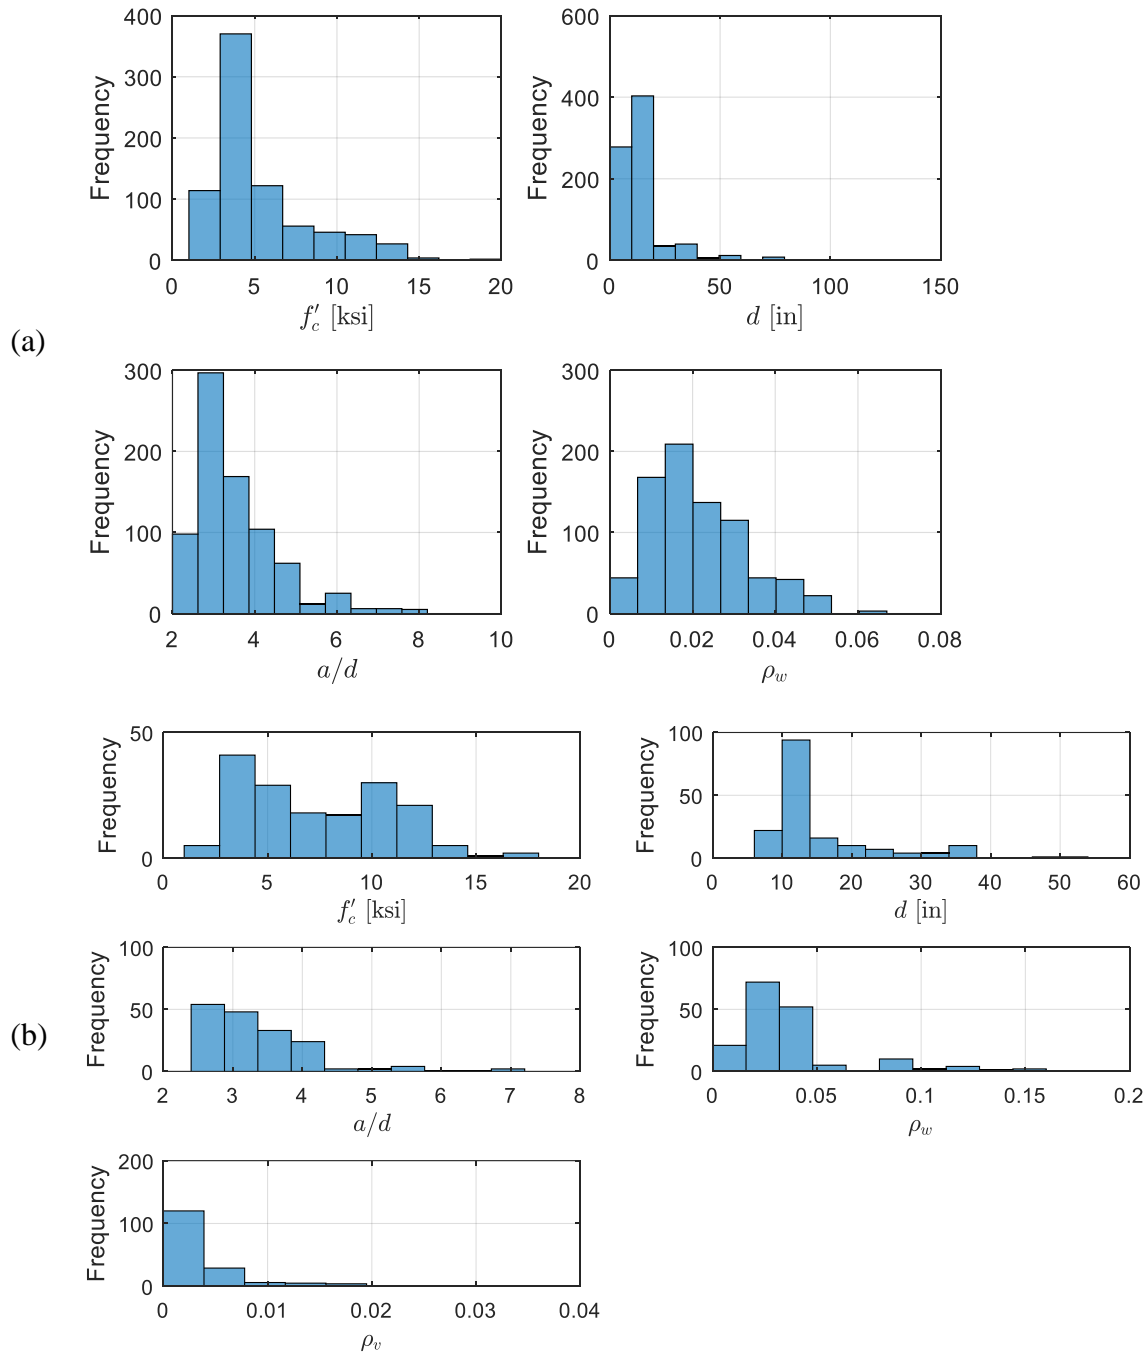 400
300
200
100
0
Frequency
0 5 10 15 20
f′c [ksi]
600
400
200
0
Frequency
0 50 100 150
d [in]
(a)
300
200
100
0
Frequency
2 4 6 8 10
a/d
300
200
100
0
Frequency
0 0.02 0.04 0.06 0.08
ρw
50
0
Frequency
0 5 10 15 20
f′c [ksi]
100
50
0
Frequency
0 10 20 30 40 50 60
d [in]
(b)
100
50
0
Frequency
2 3 4 5 6 7 8
a/d
100
50
0
Frequency
0 0.05 0.1 0.15 0.2
ρw
200
100
0
Frequency
0 0.01 0.02 0.03 0.04
ρv